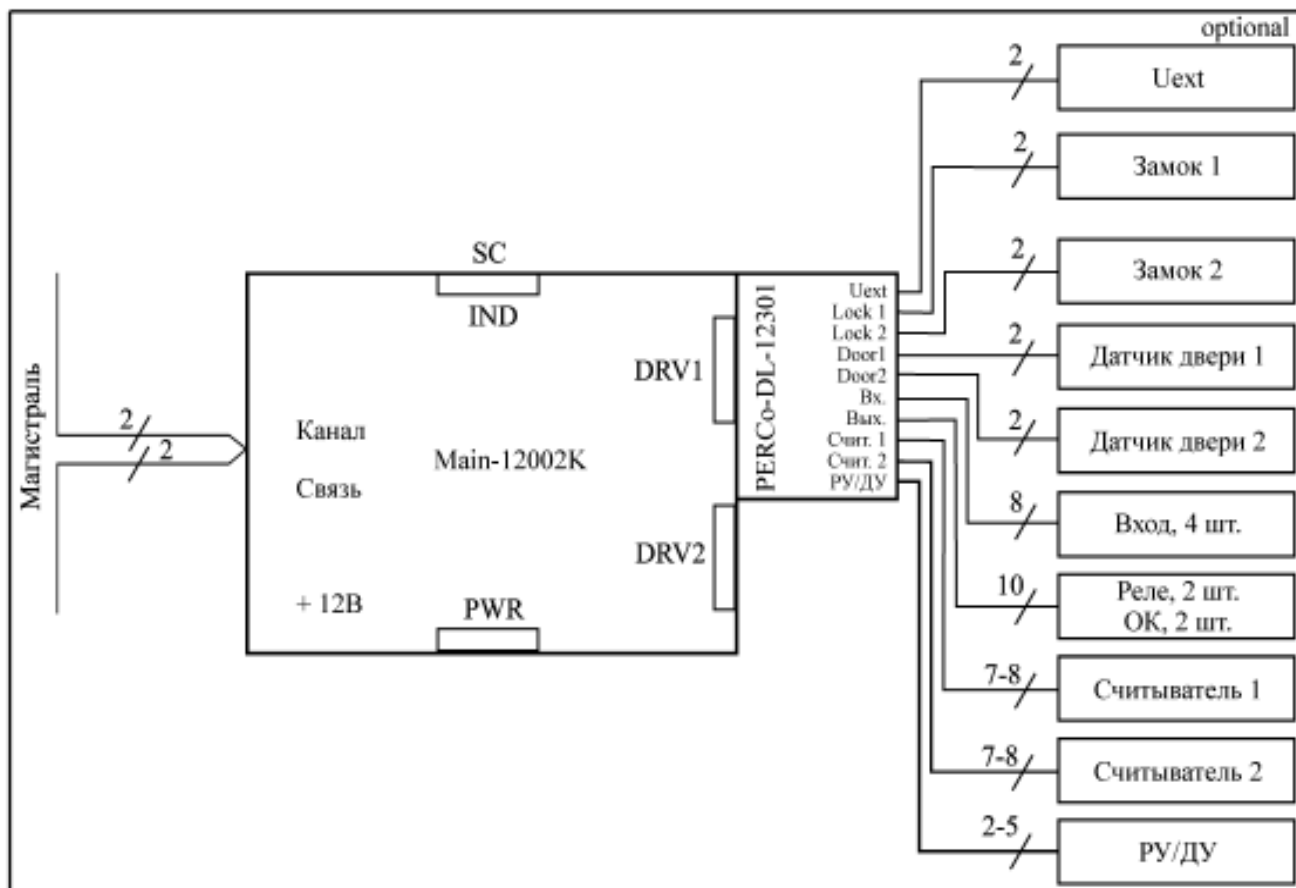 optional
2
Uext
2
Замок 1
2
Замок 2
2
Датчик двери 1
2
Датчик двери 2
8
Вход, 4 шт.
10
Реле, 2 шт.
ОК, 2 шт.
7-8
Считыватель 1
7-8
Считыватель 2
2-5
РУ/ДУ
SC
IND
DRV1
DRV2
PWR
Канал
Связь
+ 12В
Main-12002K
PERCo-DL-12301
Uext
Lock 1
Lock 2
Door1
Door2
Вх.
Вых.
Счит. 1
Счит. 2
РУ/ДУ
Магистраль
2
2